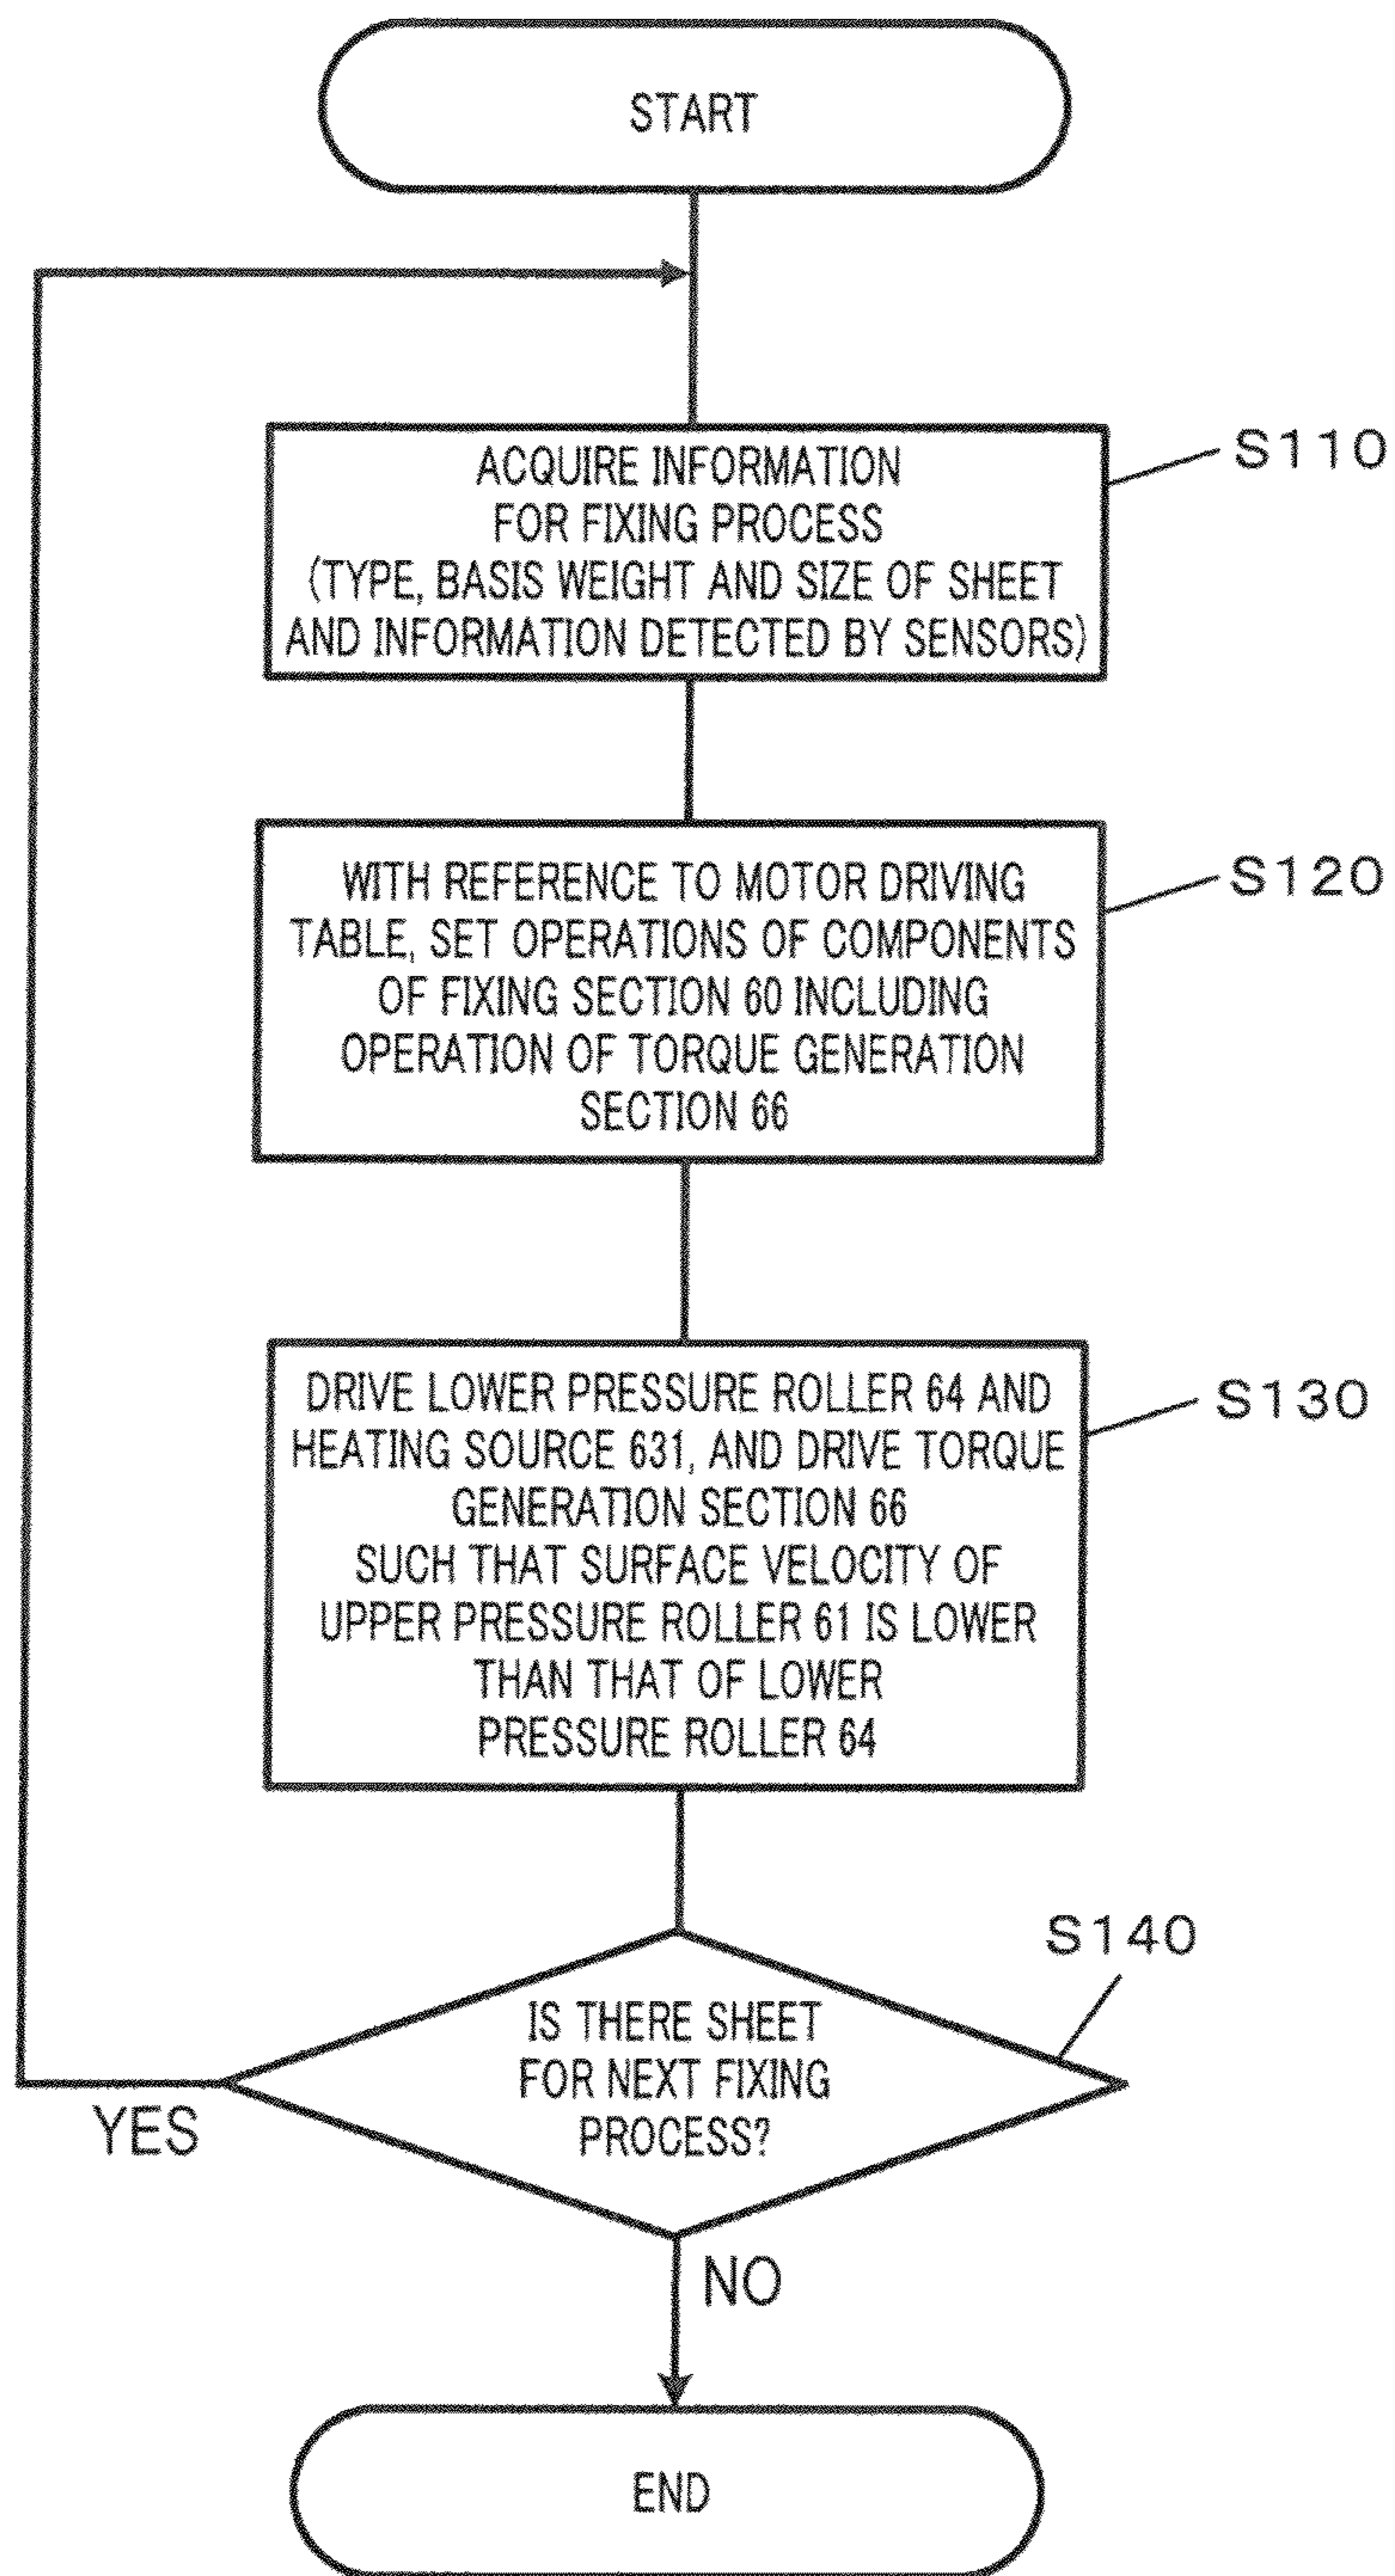 START
ACQUIRE INFORMATION
FOR FIXING PROCESS
(TYPE, BASIS WEIGHT AND SIZE OF SHEET
AND INFORMATION DETECTED BY SENSORS)
S110
WITH REFERENCE TO MOTOR DRIVING
TABLE, SET OPERATIONS OF COMPONENTS
OF FIXING SECTION 60 INCLUDING
OPERATION OF TORQUE GENERATION
SECTION 66
S120
DRIVE LOWER PRESSURE ROLLER 64 AND
HEATING SOURCE 631, AND DRIVE TORQUE
GENERATION SECTION 66
SUCH THAT SURFACE VELOCITY OF
UPPER PRESSURE ROLLER 61 IS LOWER
THAN THAT OF LOWER
PRESSURE ROLLER 64
S130
S140
IS THERE SHEET
FOR NEXT FIXING
PROCESS?
YES
NO
END